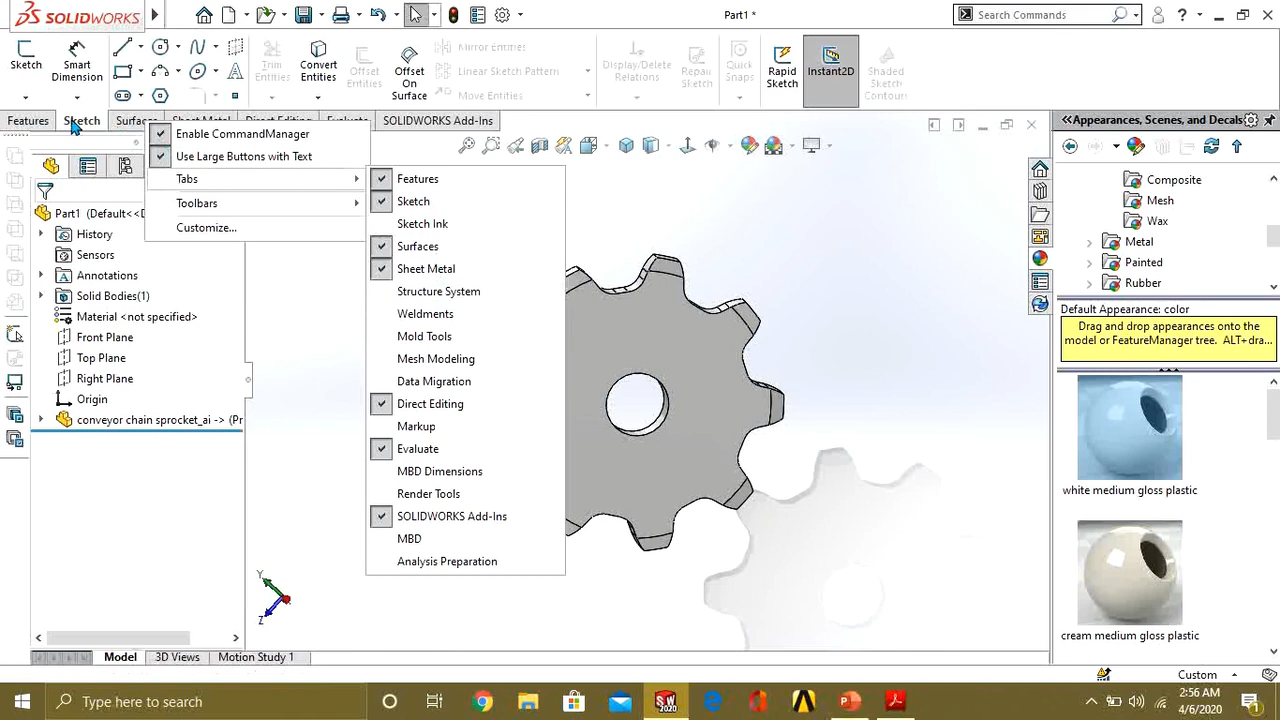 SOLIDWORKS
Part1 *
Search Commands
Sketch
Smart Dimension
Trim Entities
Convert Entities
Offset Entities
Offset On Surface
Mirror Entities
Linear Sketch Pattern
Display/Delete Relations
Quick Snaps
Rapid Sketch
Instant2D
Shaded Sketch Contours
Features
Sketch
SOLIDWORKS Add-Ins
Enable CommandManager
Use Large Buttons with Text
Tabs
Toolbars
Customize...
Features
Sketch
Sketch Ink
Surfaces
Sheet Metal
Structure System
Weldments
Mold Tools
Mesh Modeling
Data Migration
Direct Editing
Markup
Evaluate
MBD Dimensions
Render Tools
SOLIDWORKS Add-Ins
MBD
Analysis Preparation
Part1 (Default<<D
History
Sensors
Annotations
Solid Bodies(1)
Material <not specified>
Front Plane
Top Plane
Right Plane
Origin
conveyor chain sprocket_ai -> (Pr
Y
Z
Appearances, Scenes, and Decals
Composite
Mesh
Wax
Metal
Painted
Rubber
Default Appearance: color
Drag and drop appearances onto the
model or FeatureManager tree. ALT+dra...
white medium gloss plastic
cream medium gloss plastic
Model
3D Views
Motion Study 1
Custom
Type here to search
2:56 AM
4/6/2020